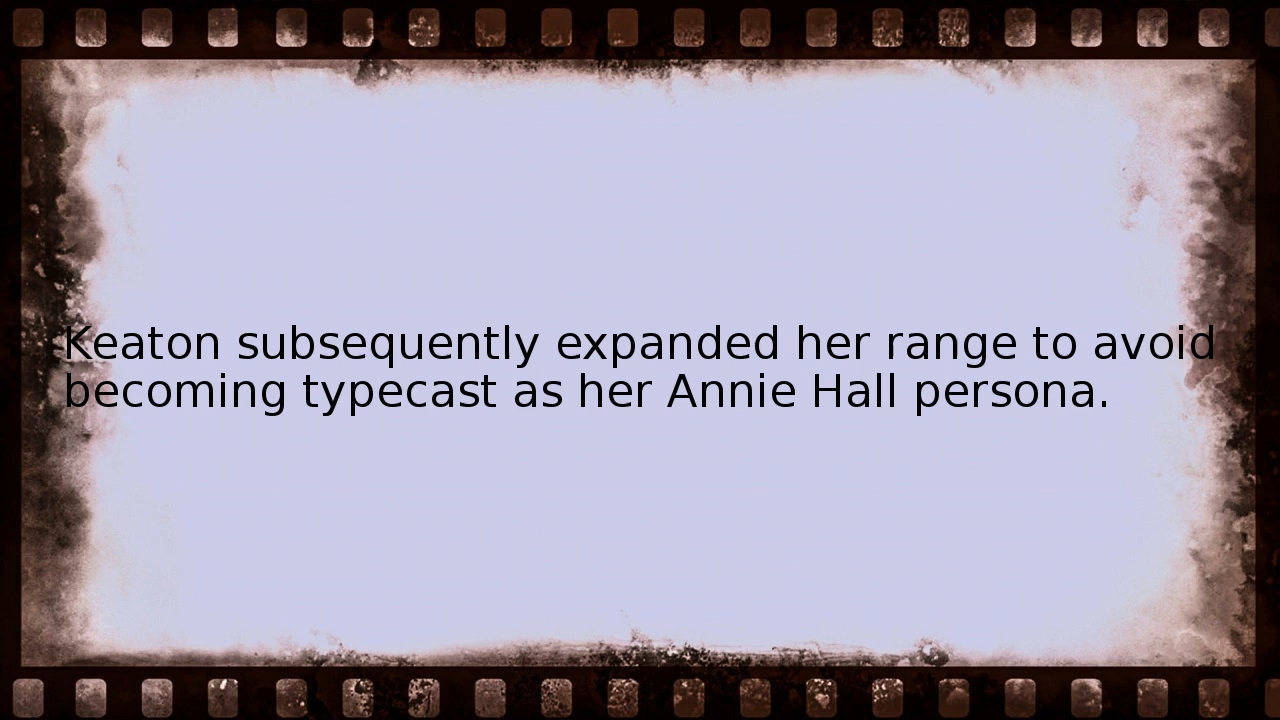 Keaton subsequently expanded her range to avoid
becoming typecast as her Annie Hall persona.